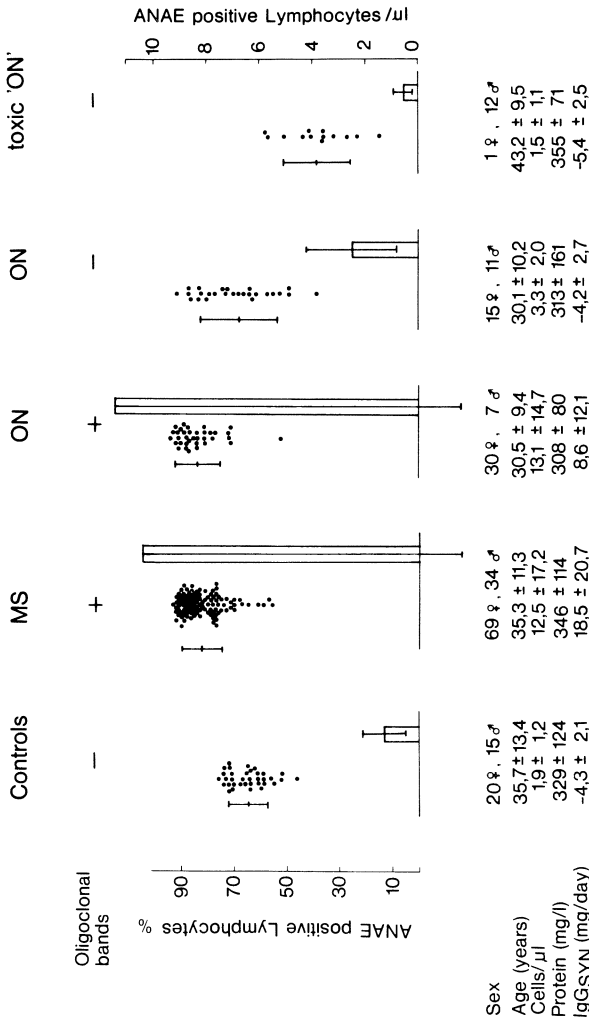 Controls MS ON ON toxic 'ON'
Oligoclonal bands − + + − −
ANAE positive Lymphocytes %
90
70
50
30
10
ANAE positive Lymphocytes /µl
10
8
6
4
2
0
Sex 20♀, 15♂ 69♀, 34♂ 30♀, 7♂ 15♀, 11♂ 1♀, 12♂
Age (years) 35,7 ± 13,4 35,3 ± 11,3 30,5 ± 9,4 30,1 ± 10,2 43,2 ± 9,5
Cells/µl 1,9 ± 1,2 12,5 ± 17,2 13,1 ± 14,7 3,3 ± 2,0 1,5 ± 1,1
Protein (mg/l) 329 ± 124 346 ± 114 308 ± 80 313 ± 161 355 ± 71
IgGSYN (mg/day) −4,3 ± 2,1 18,5 ± 20,7 8,6 ± 12,1 −4,2 ± 2,7 −5,4 ± 2,5